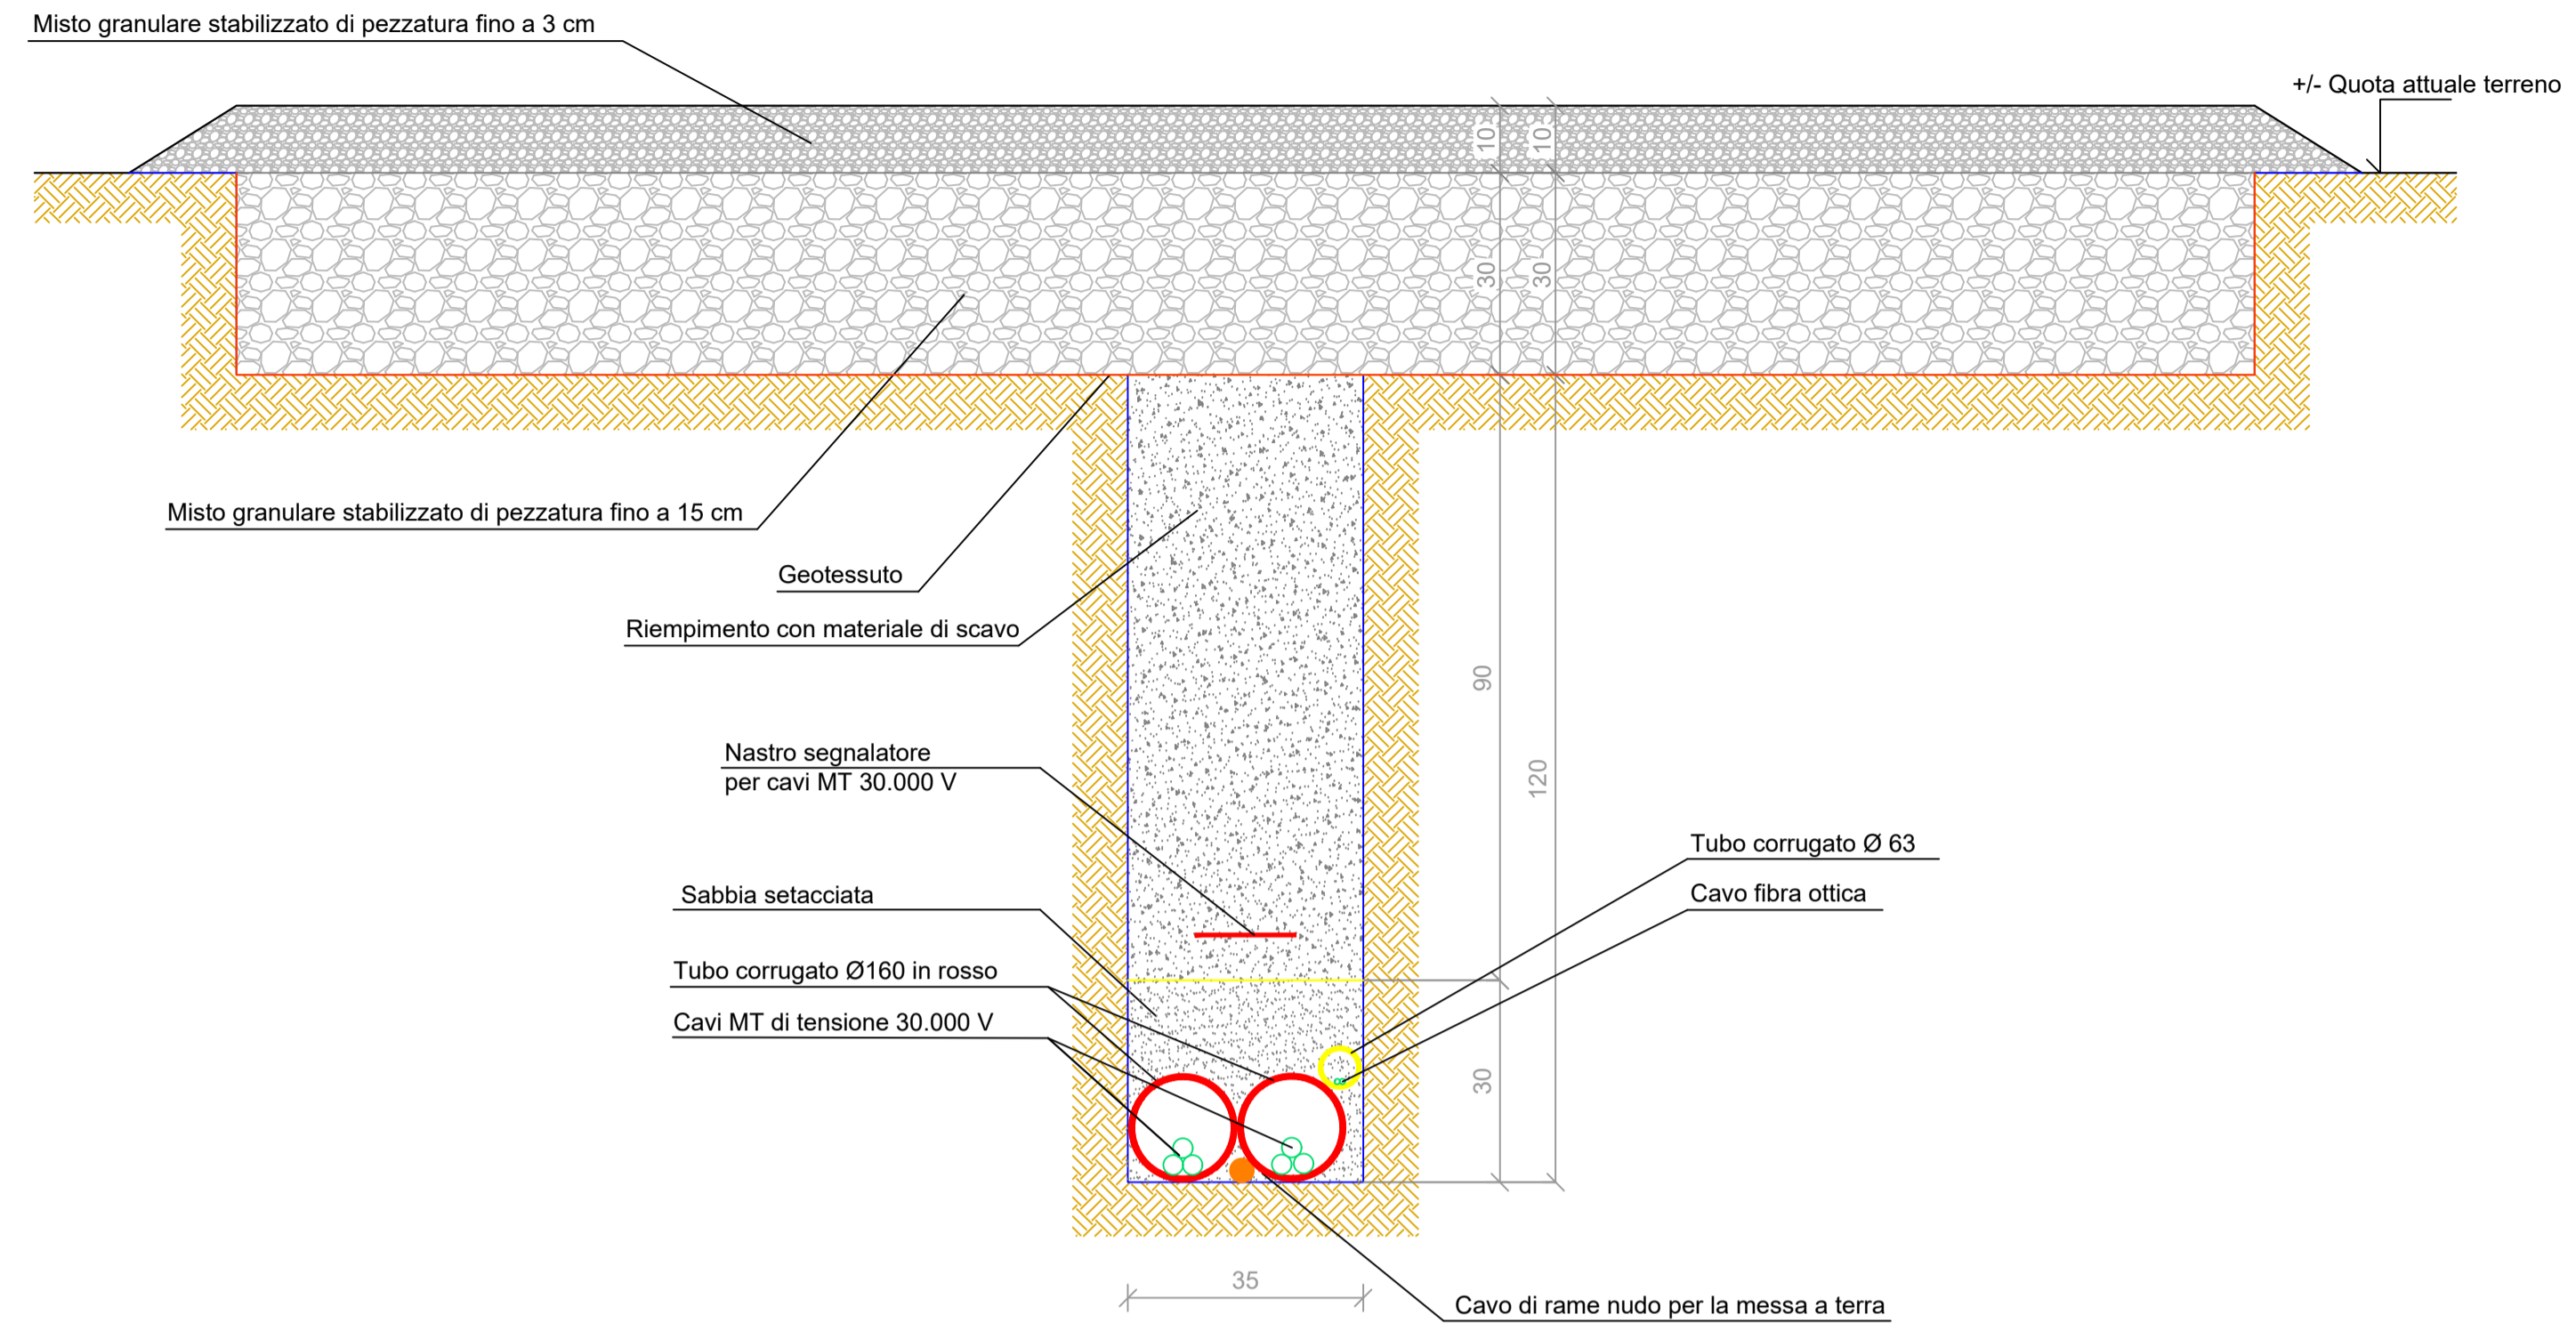 Misto granulare stabilizzato di pezzatura fino a 3 cm
+/- Quota attuale terreno
10
10
30
30
Misto granulare stabilizzato di pezzatura fino a 15 cm
Geotessuto
Riempimento con materiale di scavo
90
Nastro segnalatore
per cavi MT 30.000 V
120
Tubo corrugato Ø 63
Sabbia setacciata
Cavo fibra ottica
Tubo corrugato Ø160 in rosso
Cavi MT di tensione 30.000 V
30
35
Cavo di rame nudo per la messa a terra